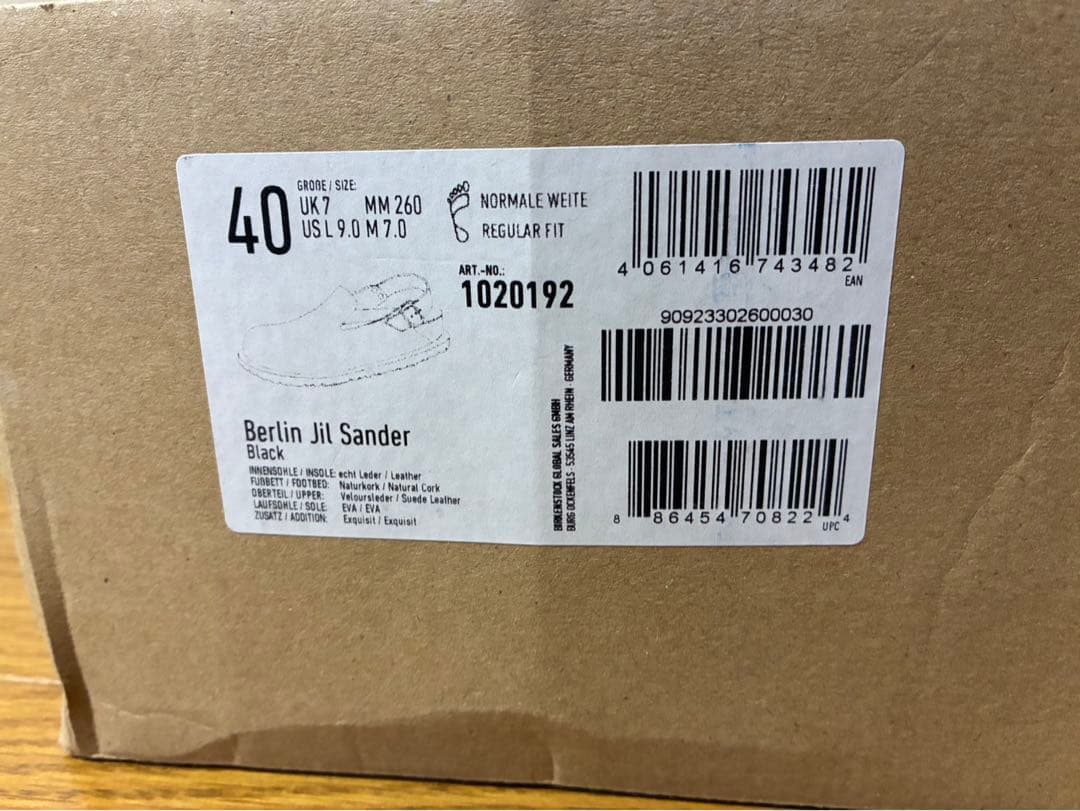 40
GRÖßE / SIZE:
UK 7 MM 260
US L 9.0 M 7.0
NORMALE WEITE
REGULAR FIT
ART.-NO.:
1020192
Berlin Jil Sander
Black
INNENSOHLE / INSOLE: echt Leder / Leather
FUßBETT / FOOTBED: Naturkork / Natural Cork
OBERTEIL / UPPER: Veloursleder / Suede Leather
LAUFSOHLE / SOLE: EVA / EVA
ZUSATZ / ADDITION: Exquisit / Exquisit
BIRKENSTOCK GLOBAL SALES GMBH
BURG OCKENFELS · 53545 LINZ AM RHEIN · GERMANY
4 061416 743482
EAN
90923302600030
8 86454 70822 4
UPC